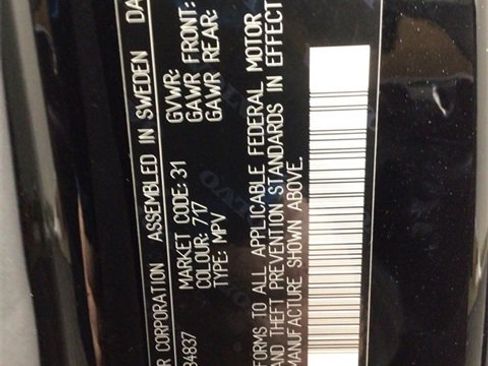 R CORPORATION ASSEMBLED IN SWEDEN DA
34837
MARKET CODE: 31
COLOUR: 717
TYPE: MPV
GVWR:
GAWR FRONT:
GAWR REAR:
FORMS TO ALL APPLICABLE FEDERAL MOTOR
AND THEFT PREVENTION STANDARDS IN EFFECT
MANUFACTURE SHOWN ABOVE.